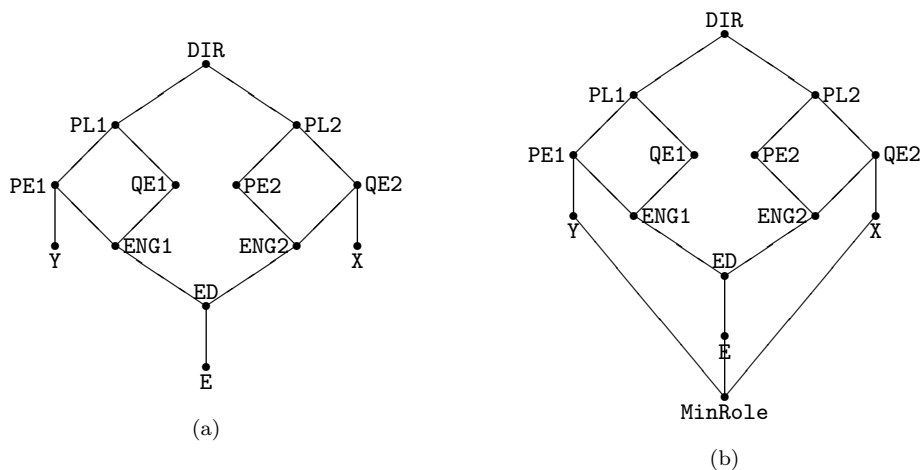 DIR
PL1 PL2
PE1 QE1 PE2 QE2
ENG1 ENG2
Y X
ED
E
(a)
DIR
PL1 PL2
PE1 QE1 PE2 QE2
ENG1 ENG2
Y X
ED
E
MinRole
(b)